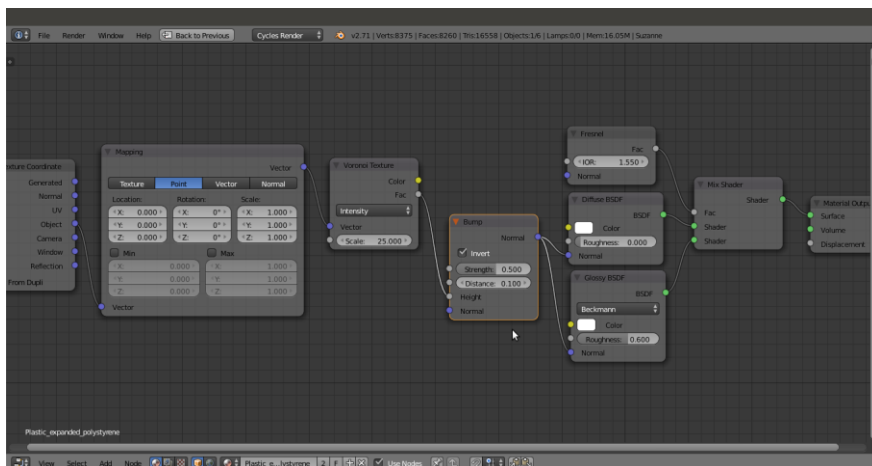 File Render Window Help Back to Previous Cycles Render v2.71 | Verts:8375 | Faces:8260 | Tris:16558 | Objects:1/6 | Lamps:0/0 | Mem:16.05M | Suzanne
exture Coordinate
Generated
Normal
UV
Object
Camera
Window
Reflection
From Dupli
Mapping
Vector
Texture Point Vector Normal
Location: Rotation: Scale:
X: 0.000 X: 0° X: 1.000
Y: 0.000 Y: 0° Y: 1.000
Z: 0.000 Z: 0° Z: 1.000
Min Max
X: 0.000 X: 1.000
Y: 0.000 Y: 1.000
Z: 0.000 Z: 1.000
Vector
Voronoi Texture
Color
Fac
Intensity
Vector
Scale: 25.000
Bump
Normal
Invert
Strength: 0.500
Distance: 0.100
Height
Normal
Fresnel
Fac
IOR: 1.550
Normal
Diffuse BSDF
BSDF
Color
Roughness: 0.000
Normal
Glossy BSDF
BSDF
Beckmann
Color
Roughness: 0.600
Normal
Mix Shader
Shader
Fac
Shader
Shader
Material Outpu
Surface
Volume
Displacement
Plastic_expanded_polystyrene
View Select Add Node Plastic_e...lystyrene 2 F Use Nodes